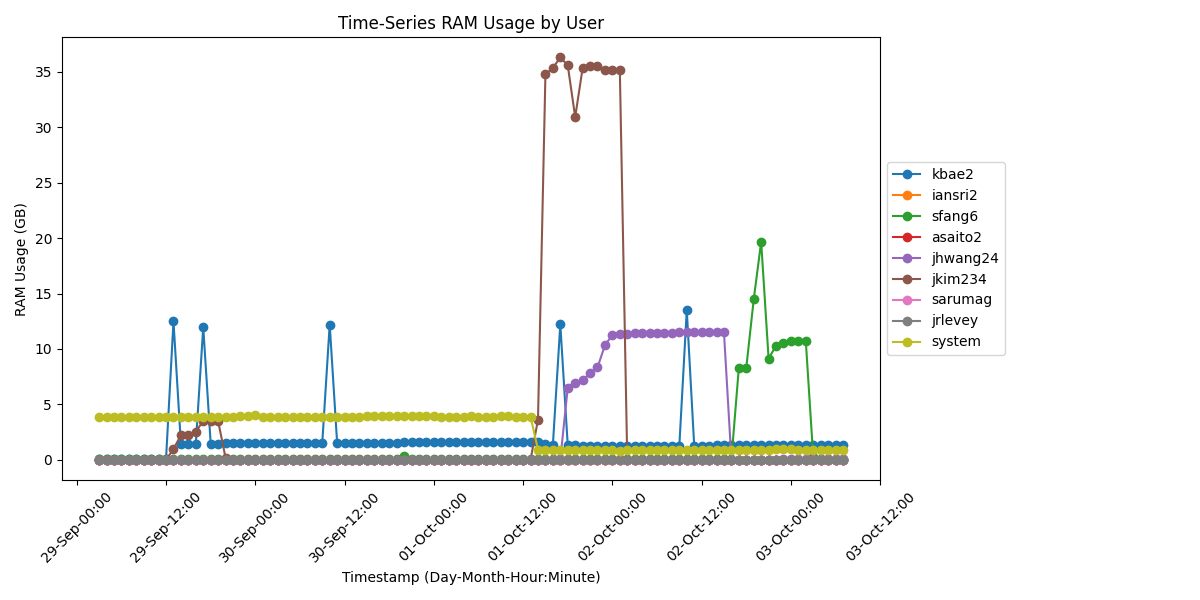 Time-Series RAM Usage by User
RAM Usage (GB)
35
30
25
20
15
10
5
0
29-Sep-00:00
29-Sep-12:00
30-Sep-00:00
30-Sep-12:00
01-Oct-00:00
01-Oct-12:00
02-Oct-00:00
02-Oct-12:00
03-Oct-00:00
03-Oct-12:00
Timestamp (Day-Month-Hour:Minute)
kbae2
iansri2
sfang6
asaito2
jhwang24
jkim234
sarumag
jrlevey
system